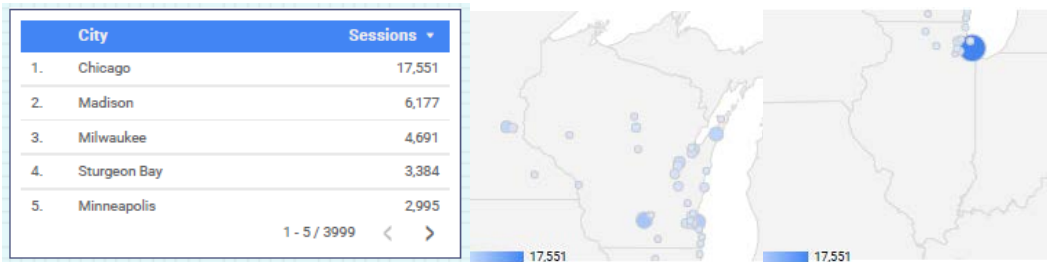 City Sessions
1. Chicago 17,551
2. Madison 6,177
3. Milwaukee 4,691
4. Sturgeon Bay 3,384
5. Minneapolis 2,995
1 - 5 / 3999 < >
17,551
17,551